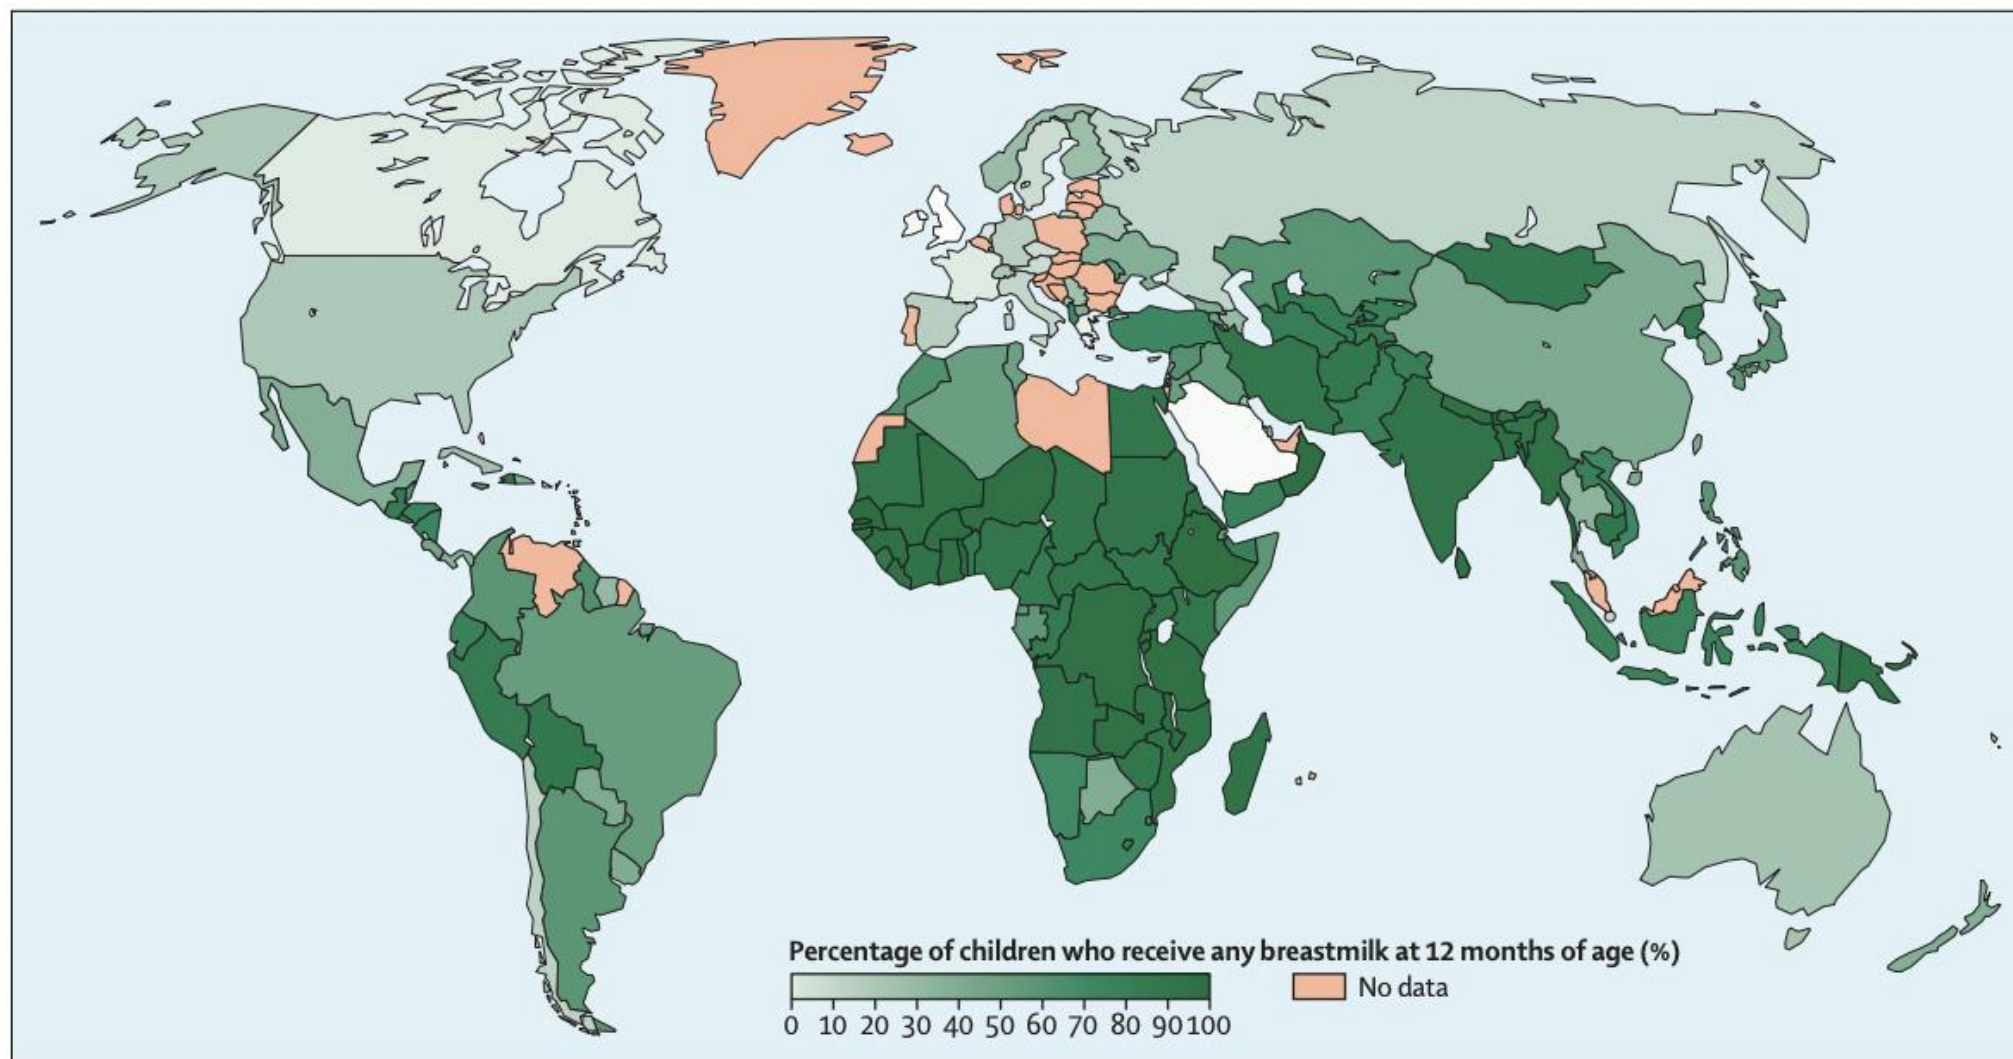 Percentage of children who receive any breastmilk at 12 months of age (%)
No data
0 10 20 30 40 50 60 70 80 90 100